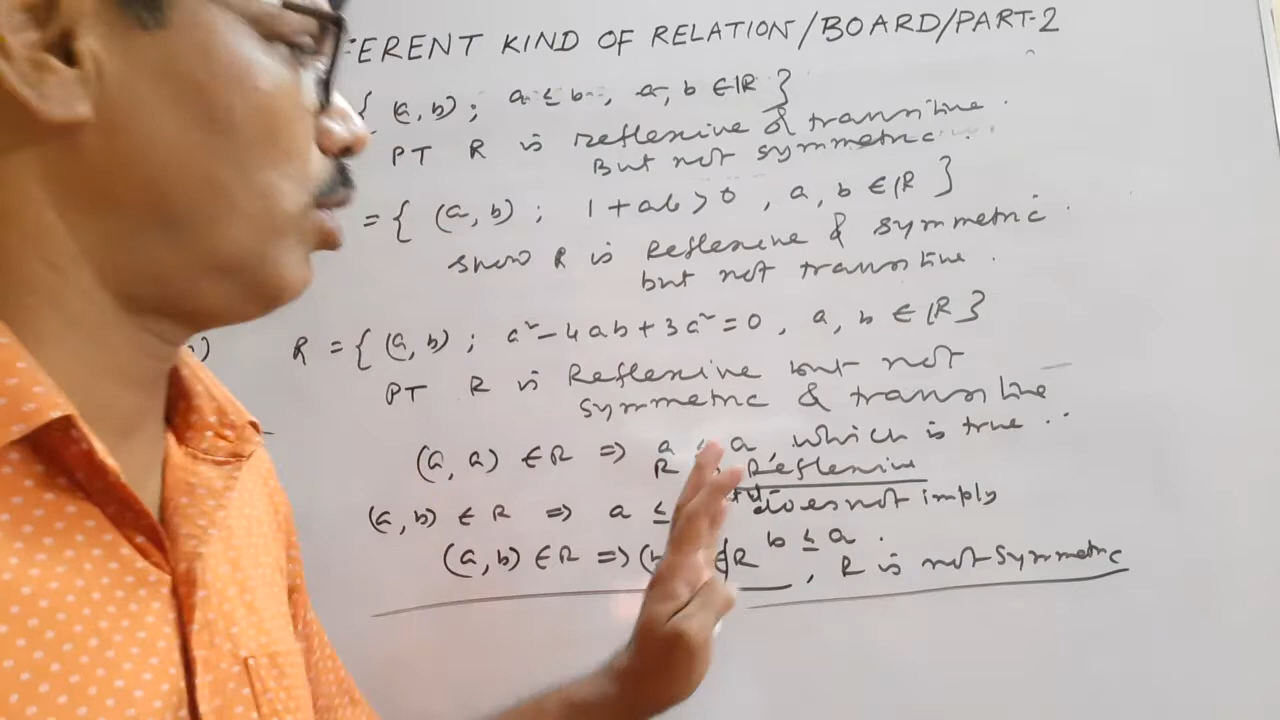 FERENT KIND OF RELATION/BOARD/PART-2
{ (a, b) ; a ≤ b , a, b ∈ ℝ }
PT R is reflexive & transitive .
But not symmetric .
= { (a, b) ; 1 + ab > 0 , a, b ∈ ℝ }
show R is Reflexive & symmetric .
but not transitive .
) R = { (a, b) ; a² - 4ab + 3a² = 0 , a, b ∈ ℝ }
PT R is Reflexive but not
symmetric & transitive
(a, a) ∈ R ⇒ a ≤ a, which is true .
R Reflexive
(a, b) ∈ R ⇒ a ≤ does not imply
b ≤ a .
(a, b) ∈ R ⇒ (b ∉ R , R is not symmetric